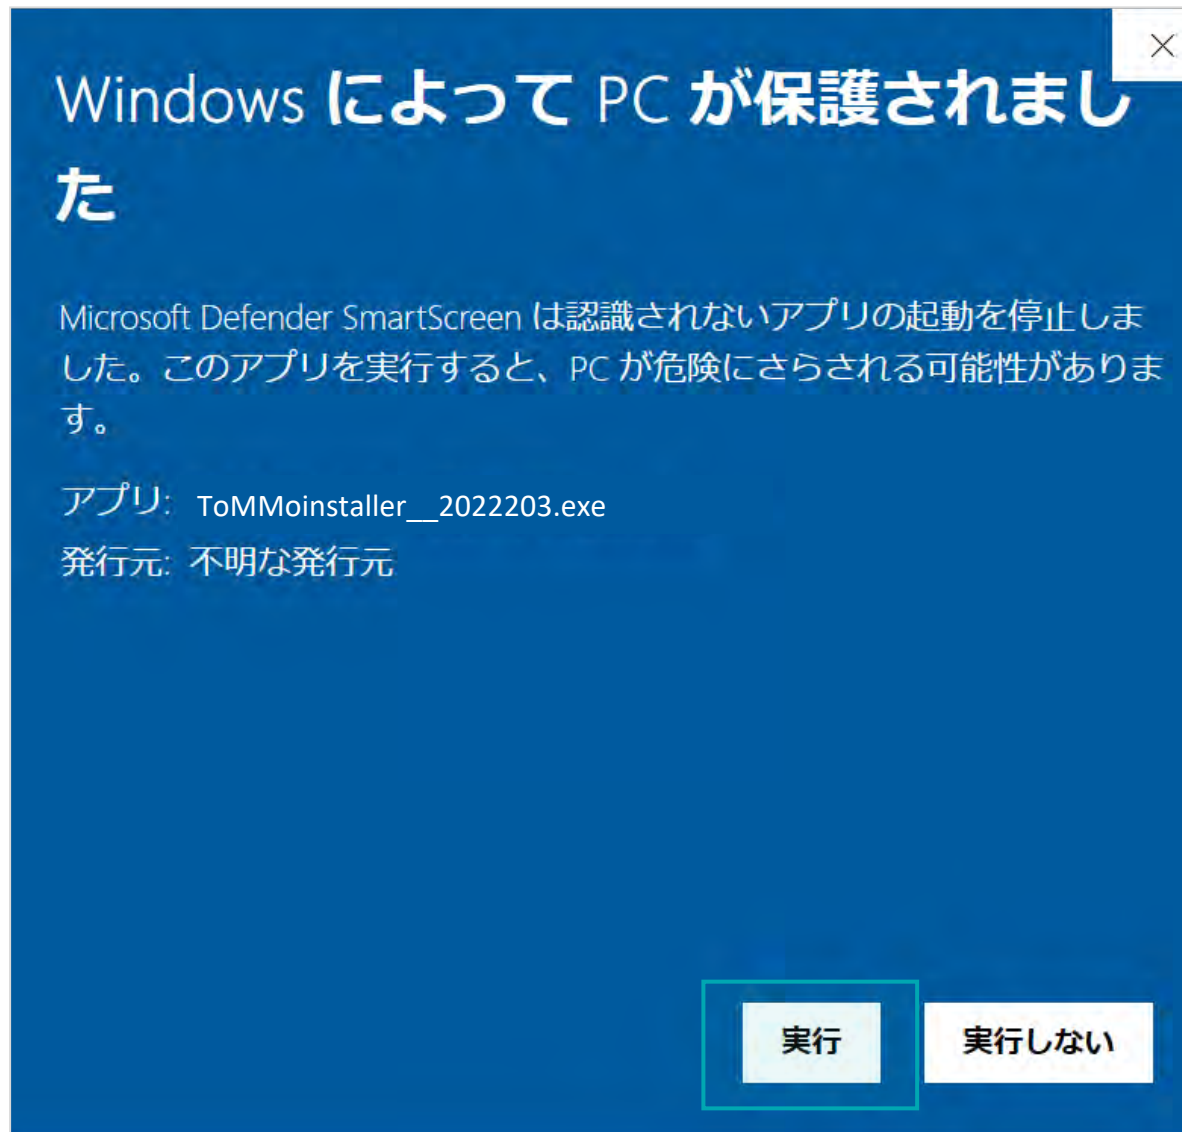 Windows によって PC が保護されまし
た
Microsoft Defender SmartScreen は認識されないアプリの起動を停止しま
した。このアプリを実行すると、PC が危険にさらされる可能性がありま
す。
アプリ: ToMMoinstaller__2022203.exe
発行元: 不明な発行元
実行 実行しない